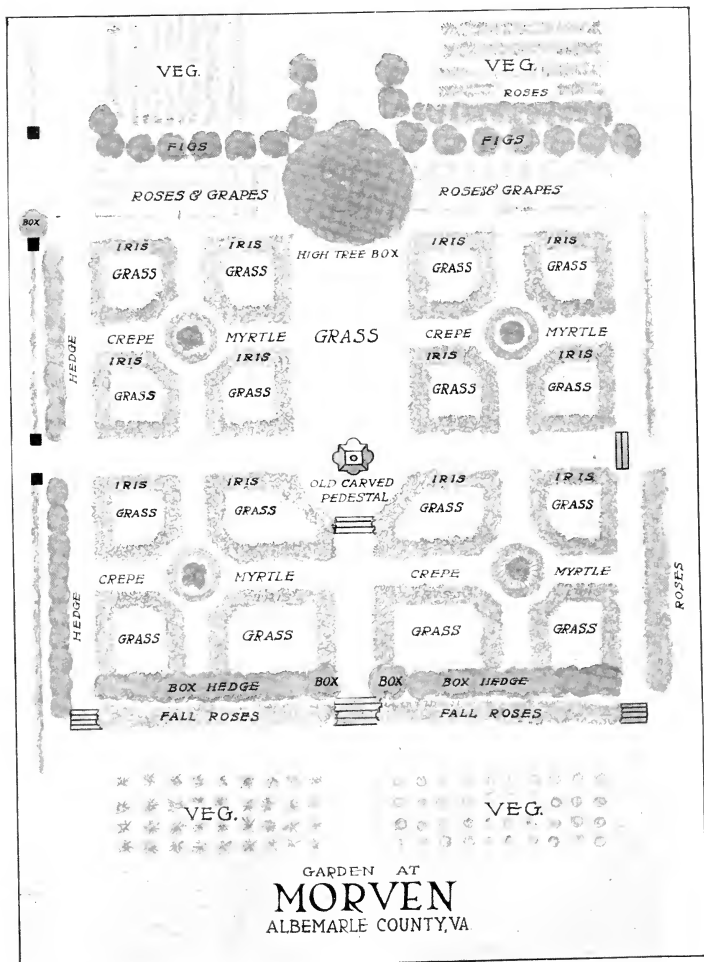 VEG. VEG.
ROSES
FIGS FIGS
ROSES & GRAPES ROSES & GRAPES
BOX
HIGH TREE BOX
IRIS IRIS IRIS IRIS
GRASS GRASS GRASS GRASS
CREPE MYRTLE GRASS CREPE MYRTLE
HEDGE
IRIS IRIS IRIS IRIS
GRASS GRASS GRASS GRASS
OLD CARVED
PEDESTAL
IRIS IRIS IRIS IRIS
GRASS GRASS GRASS GRASS
CREPE MYRTLE CREPE MYRTLE
HEDGE
ROSES
GRASS GRASS GRASS GRASS
BOX HEDGE BOX BOX BOX HEDGE
FALL ROSES FALL ROSES
VEG. VEG.
GARDEN AT
MORVEN
ALBEMARLE COUNTY, VA.